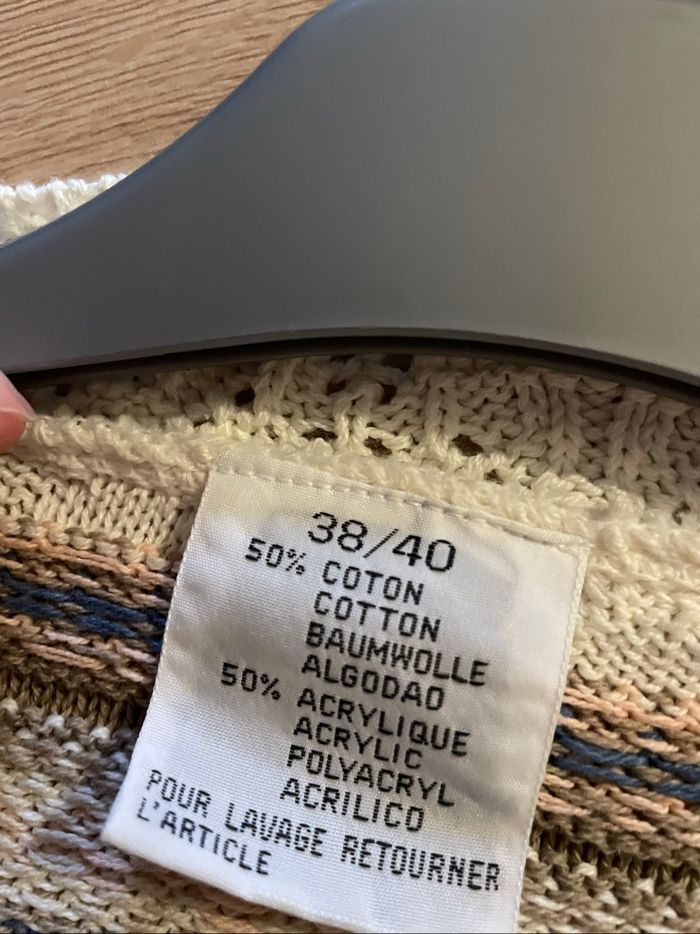 38/40
50% COTON
COTTON
BAUMWOLLE
ALGODAO
50% ACRYLIQUE
ACRYLIC
POLYACRYL
ACRILICO
POUR LAVAGE RETOURNER
L'ARTICLE